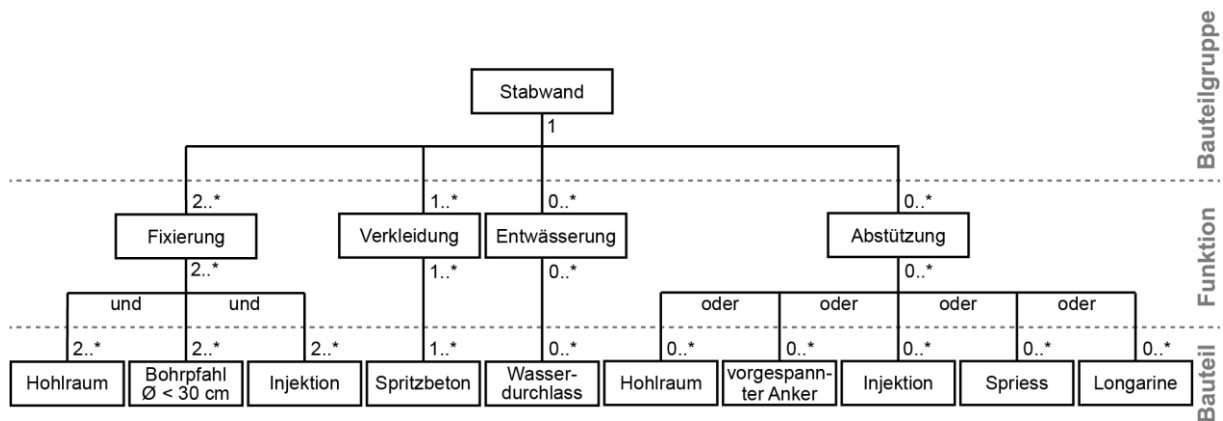 Stabwand
1
Bauteilgruppe
2..*
1..*
0..*
0..*
Fixierung
Verkleidung
Entwässerung
Abstützung
2..*
1..*
0..*
0..*
Funktion
und
und
oder
oder
oder
oder
2..*
2..*
2..*
1..*
0..*
0..*
0..*
0..*
0..*
0..*
Hohlraum
Bohrpfahl
Ø < 30 cm
Injektion
Spritzbeton
Wasser-
durchlass
Hohlraum
vorgespann-
ter Anker
Injektion
Spriess
Longarine
Bauteil